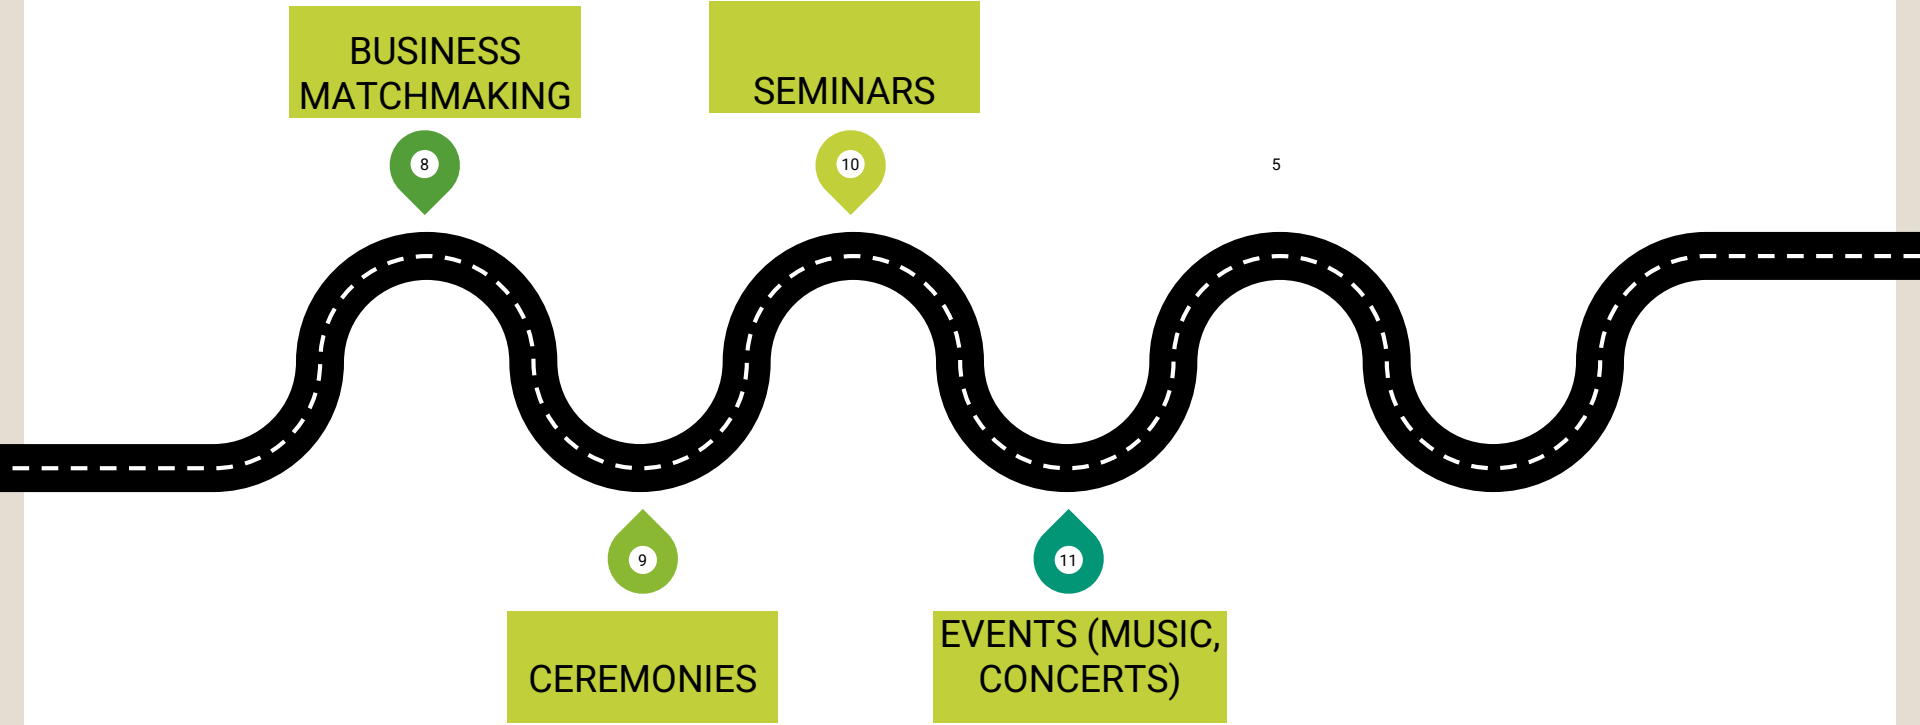 BUSINESS
MATCHMAKING
SEMINARS
8
10
5
9
11
CEREMONIES
EVENTS (MUSIC,
CONCERTS)